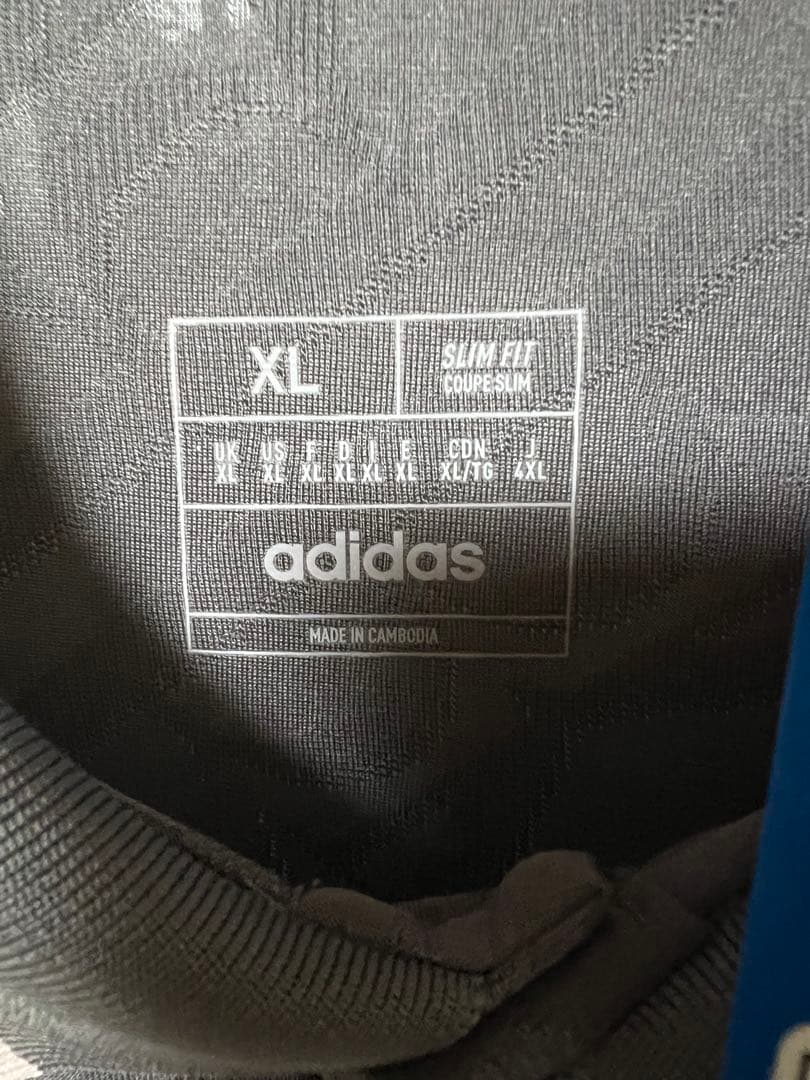 XL
SLIM FIT
COUPE SLIM
UK US F D I E CDN J
XL XL XL XL XL XL XL/TG 4XL
adidas
MADE IN CAMBODIA